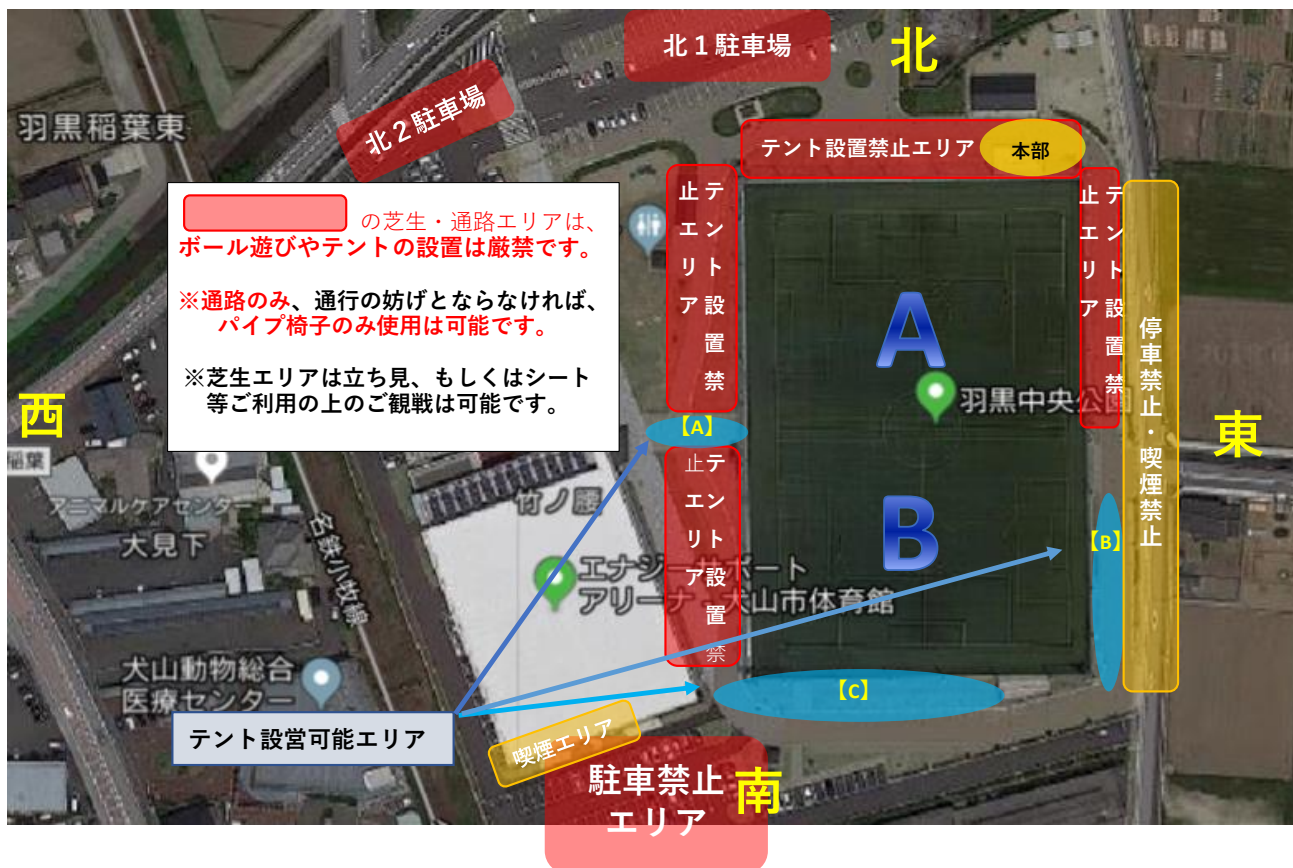 北１駐車場
北
北２駐車場
羽黒稲葉東
テント設置禁止エリア
本部
の芝生・通路エリアは、
ボール遊びやテントの設置は厳禁です。
※通路のみ、通行の妨げとならなければ、
パイプ椅子のみ使用は可能です。
※芝生エリアは立ち見、もしくはシート
等ご利用の上のご観戦は可能です。
テント設置禁
止エリア
テント設置禁
止エリア
停車禁止・喫煙禁止
A
羽黒中央公園
西
東
稲葉
【A】
テント設置禁
止エリア
アニマルケアセンター
大見下
名鉄小牧線
竹ノ腰
B
【B】
エナジーサポート
アリーナ・犬山市体育館
犬山動物総合
医療センター
【C】
テント設営可能エリア
喫煙エリア
駐車禁止
エリア
南